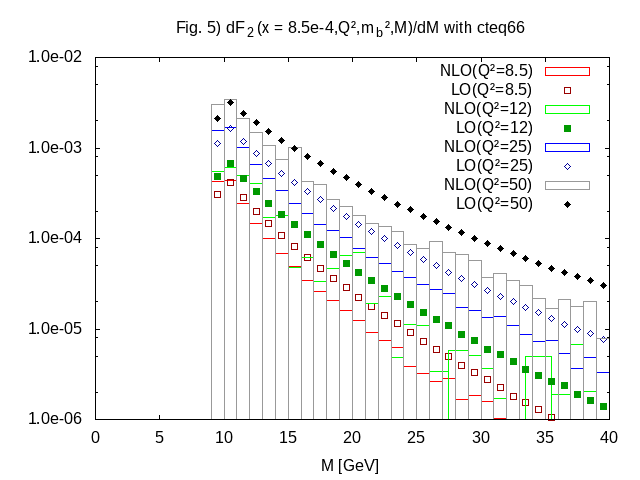 Fig. 5) dF2(x = 8.5e-4,Q²,mb²,M)/dM with cteq66
1.0e-02
1.0e-03
1.0e-04
1.0e-05
1.0e-06
NLO(Q²=8.5)
LO(Q²=8.5)
NLO(Q²=12)
LO(Q²=12)
NLO(Q²=25)
LO(Q²=25)
NLO(Q²=50)
LO(Q²=50)
0 5 10 15 20 25 30 35 40
M [GeV]